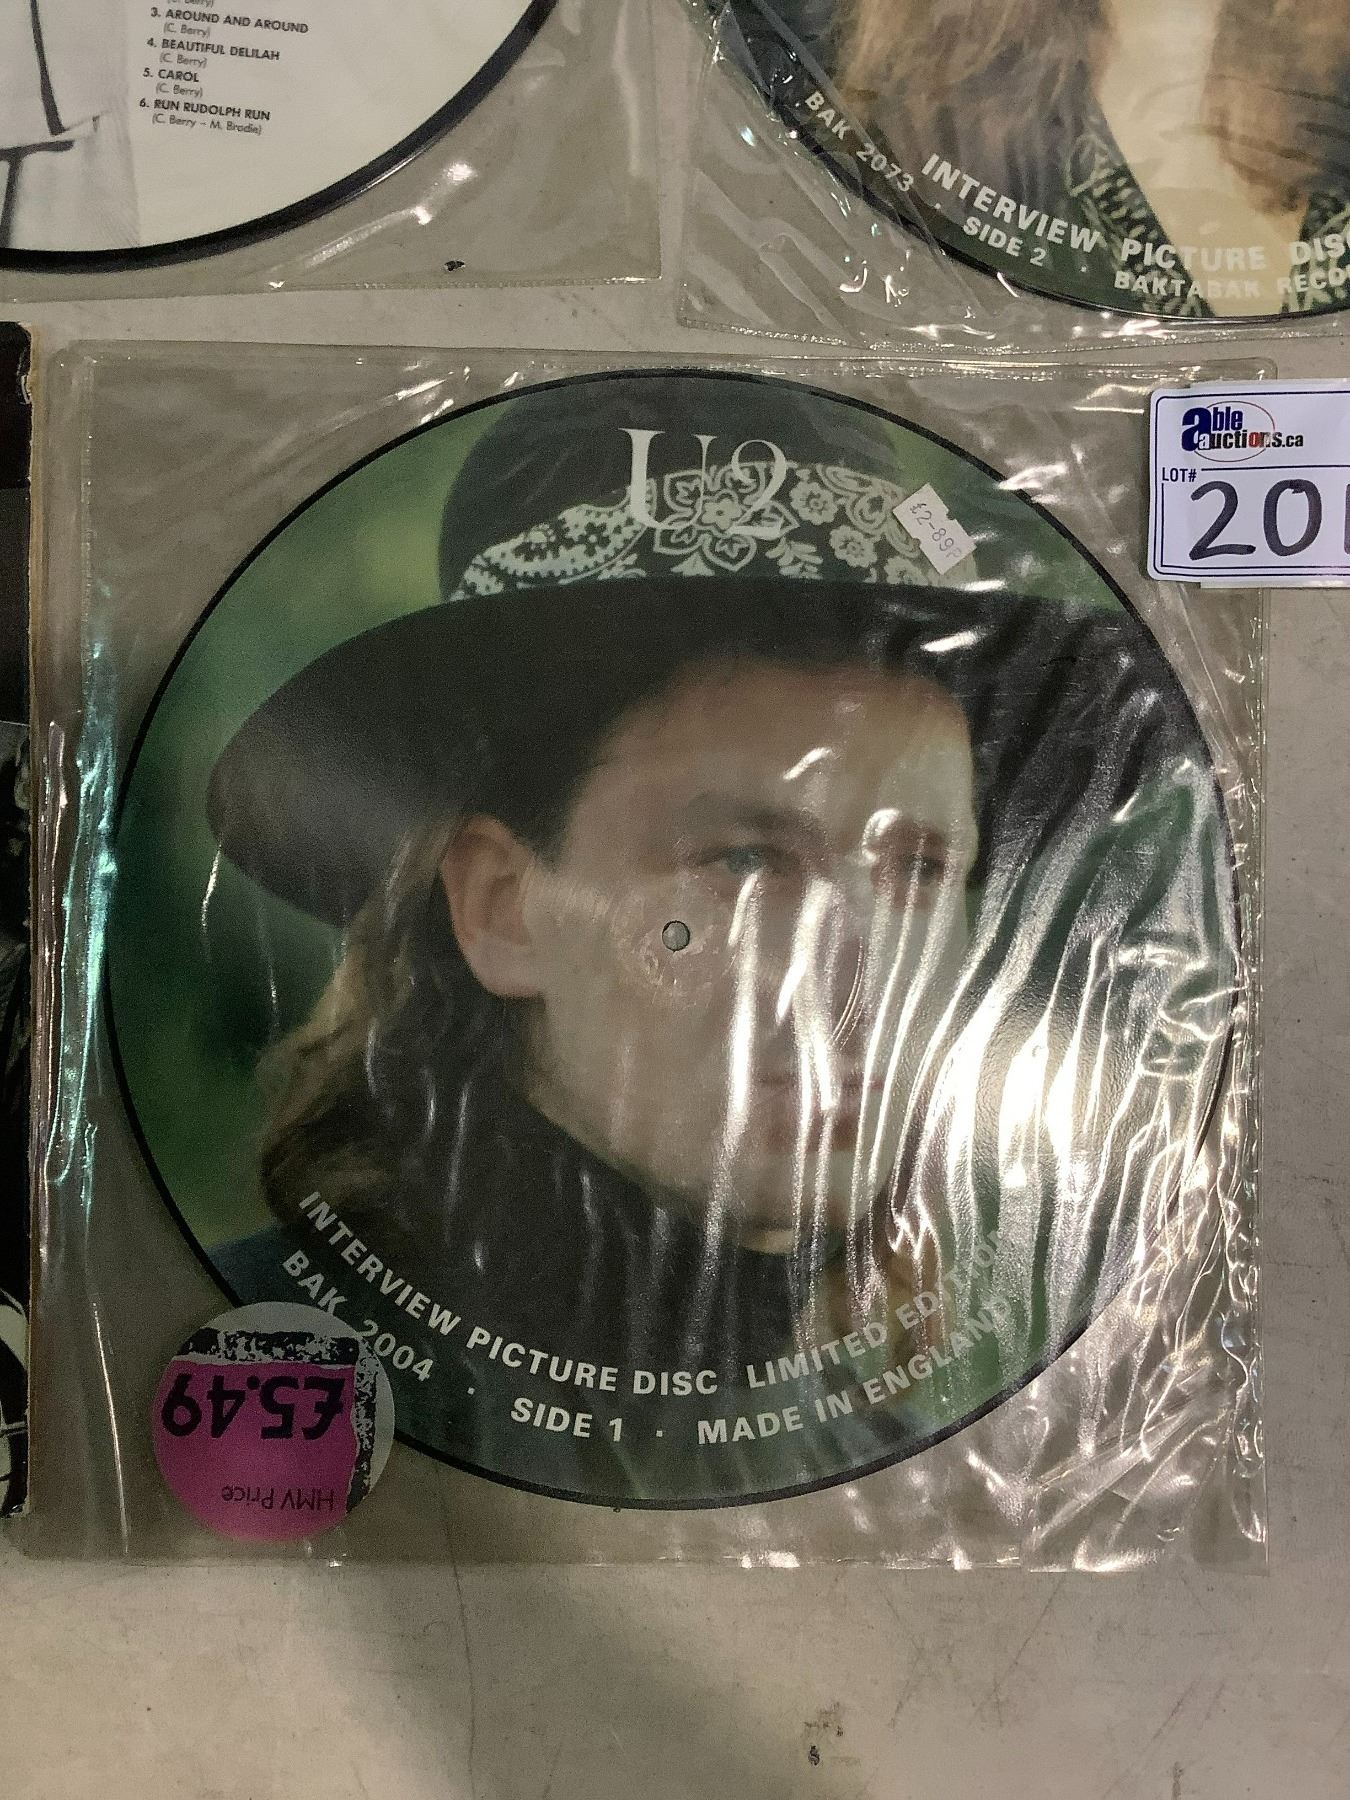 3. AROUND AND AROUND
(C. Berry)
4. BEAUTIFUL DELILAH
(C. Berry)
5. CAROL
(C. Berry)
6. RUN RUDOLPH RUN
(C. Berry – M. Brodie)
INTERVIEW PICTURE
BAK 2073 · SIDE 2 · BAKTABAK
able
auctions.ca
LOT#
U2
£2-89P
INTERVIEW PICTURE DISC LIMITED EDITION
BAK 2004 · SIDE 1 · MADE IN ENGLAND
£5.49
HMV Price